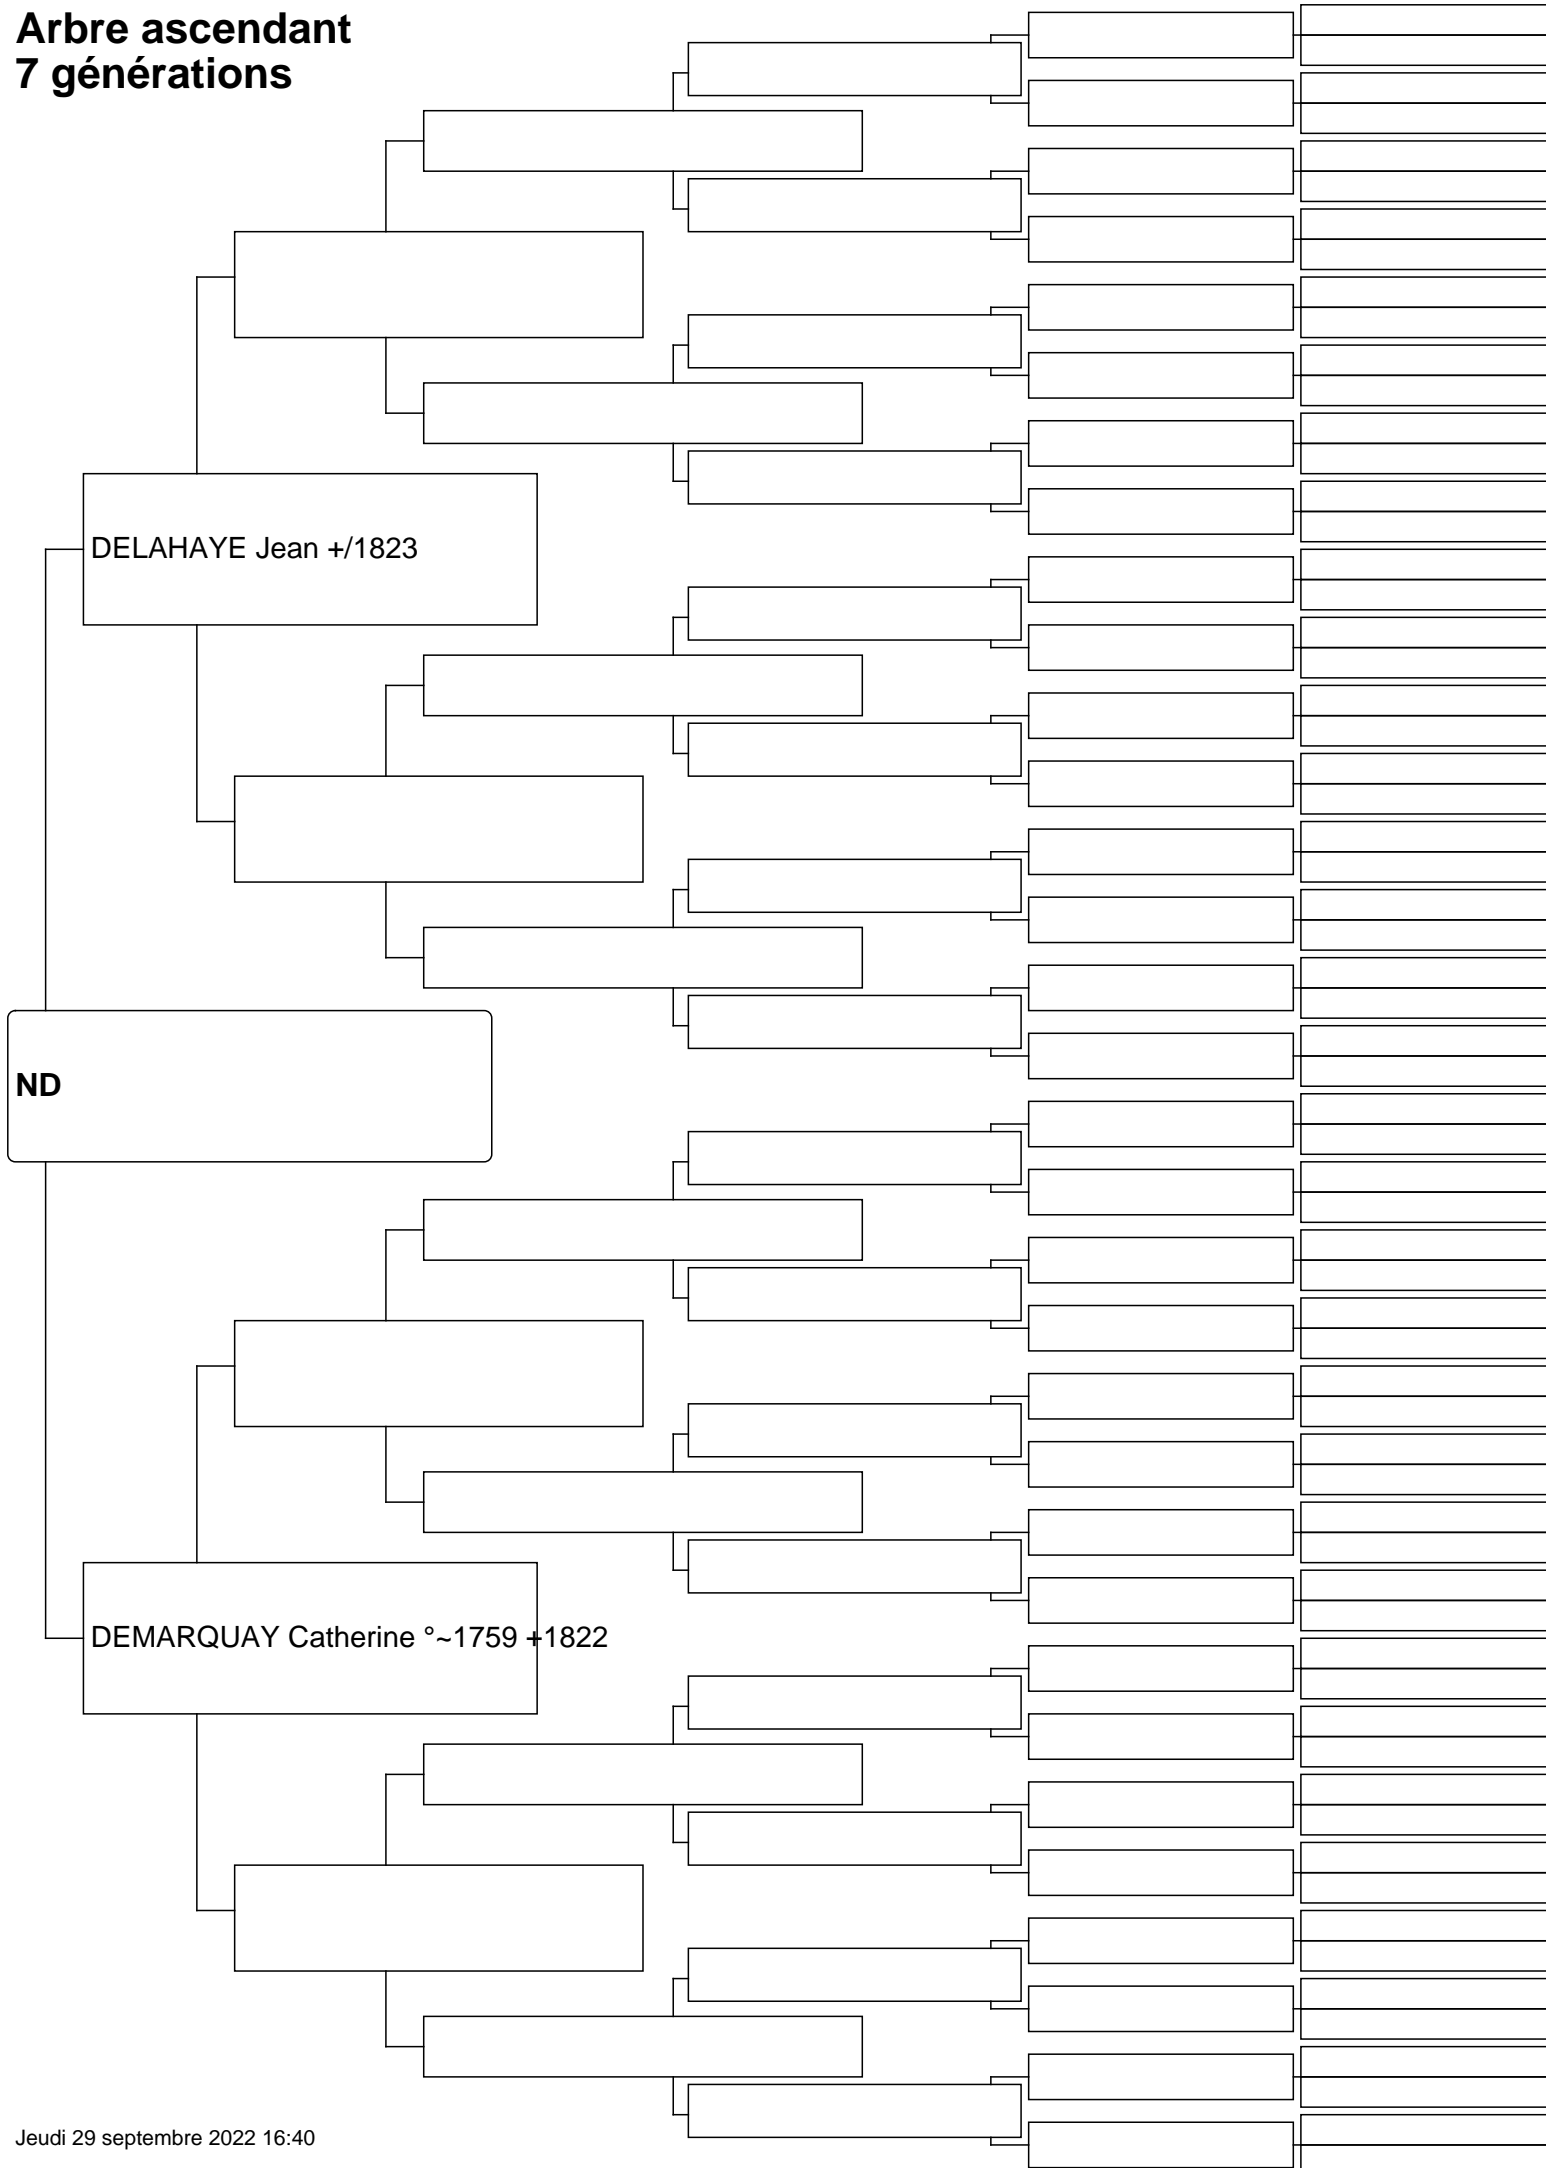 Arbre ascendant
7 générations
DELAHAYE Jean +/1823
ND
DEMARQUAY Catherine °~1759 +1822
Jeudi 29 septembre 2022 16:40